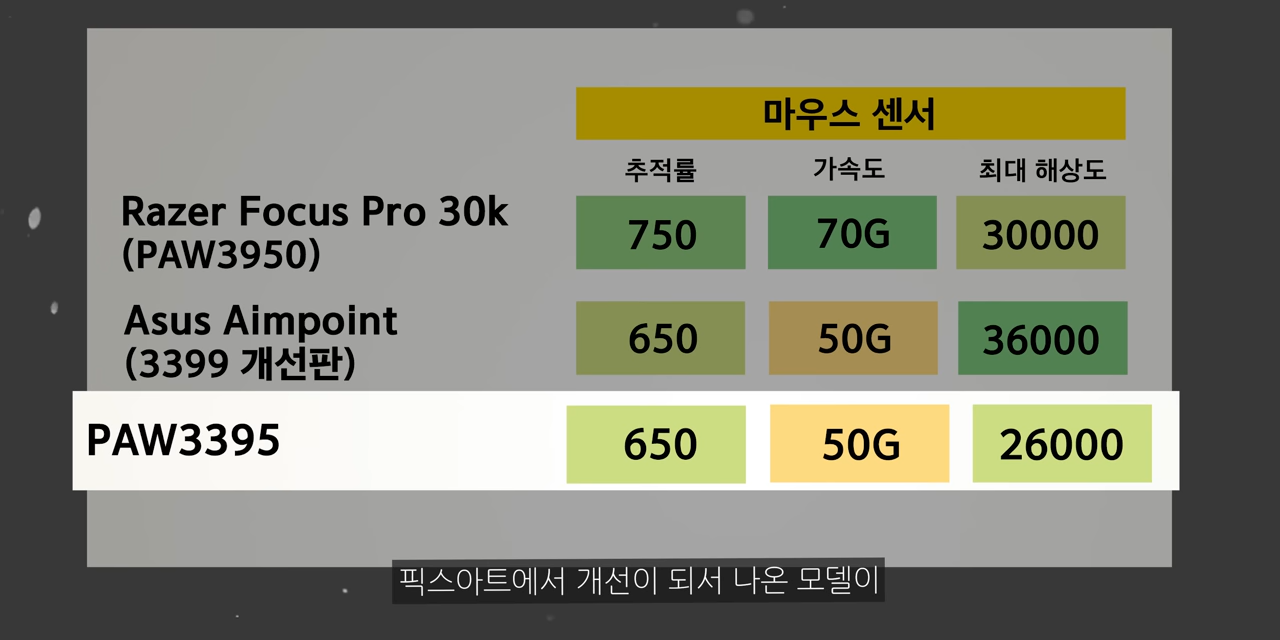 마우스 센서
추적률 가속도 최대 해상도
Razer Focus Pro 30k
(PAW3950)
750 70G 30000
Asus Aimpoint
(3399 개선판)
650 50G 36000
PAW3395 650 50G 26000
픽스아트에서 개선이 되서 나온 모델이